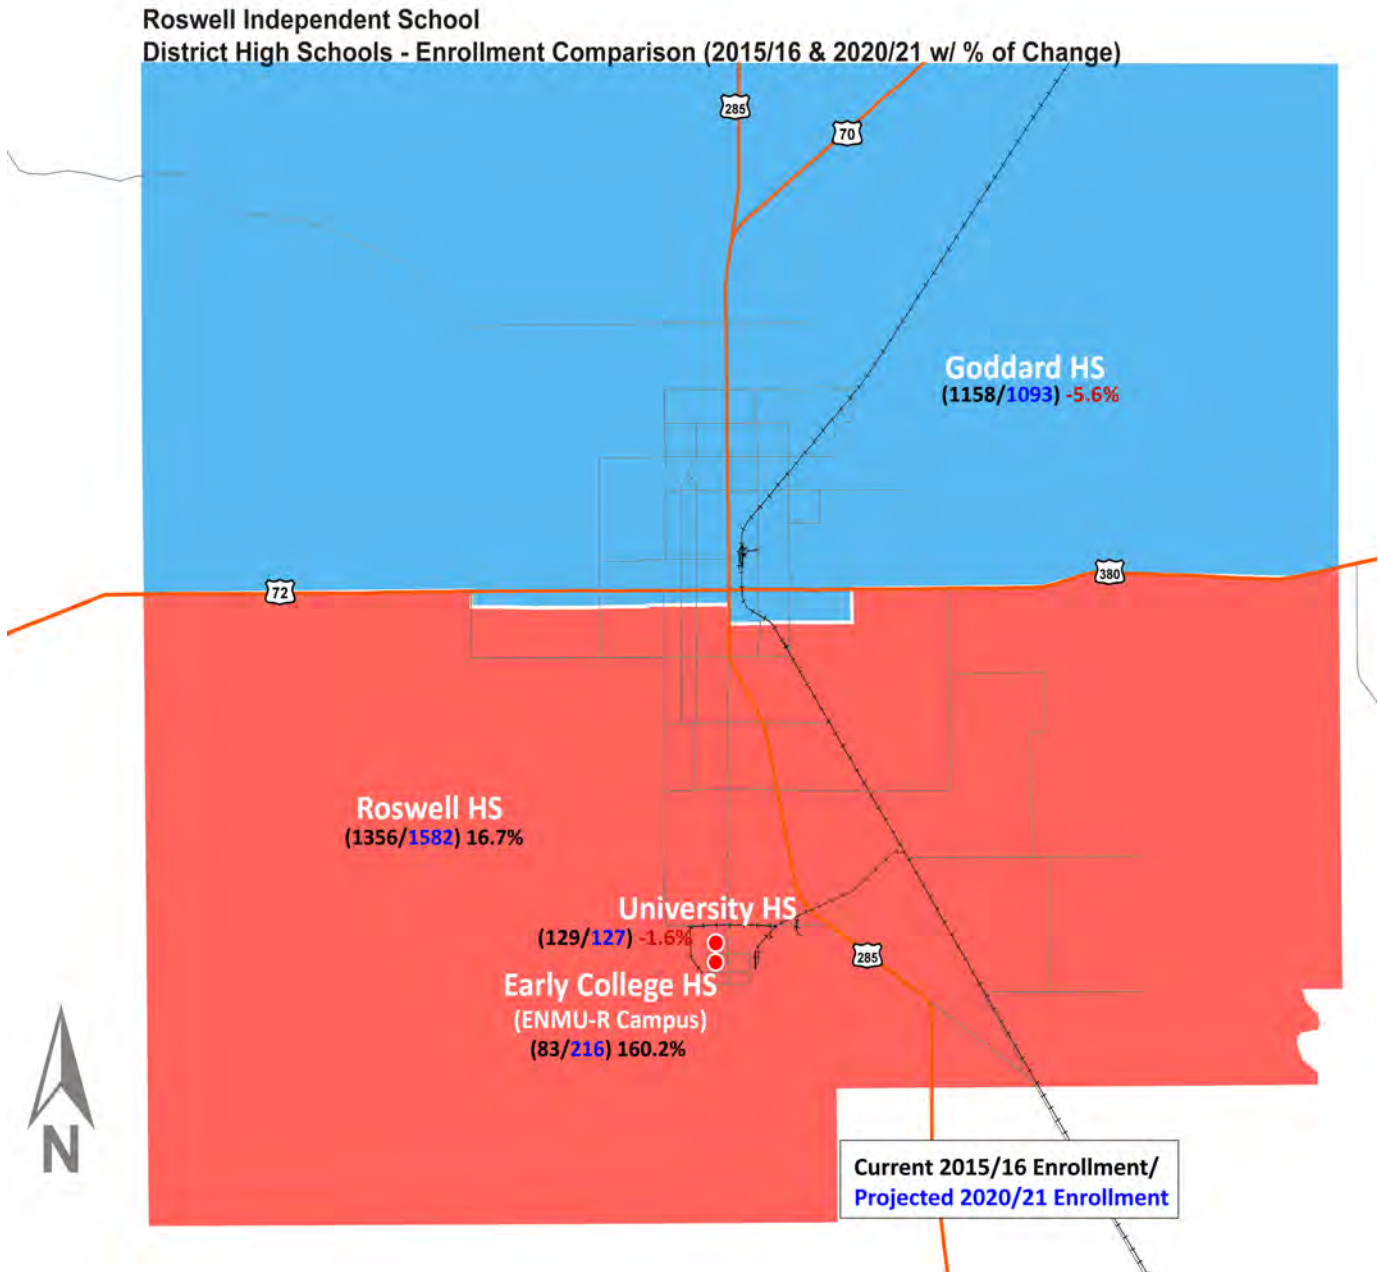 Roswell Independent School
District High Schools - Enrollment Comparison (2015/16 & 2020/21 w/ % of Change)
285
70
Goddard HS
(1158/1093) -5.6%
72
380
Roswell HS
(1356/1582) 16.7%
University HS
(129/127) -1.6%
285
Early College HS
(ENMU-R Campus)
(83/216) 160.2%
N
Current 2015/16 Enrollment/
Projected 2020/21 Enrollment